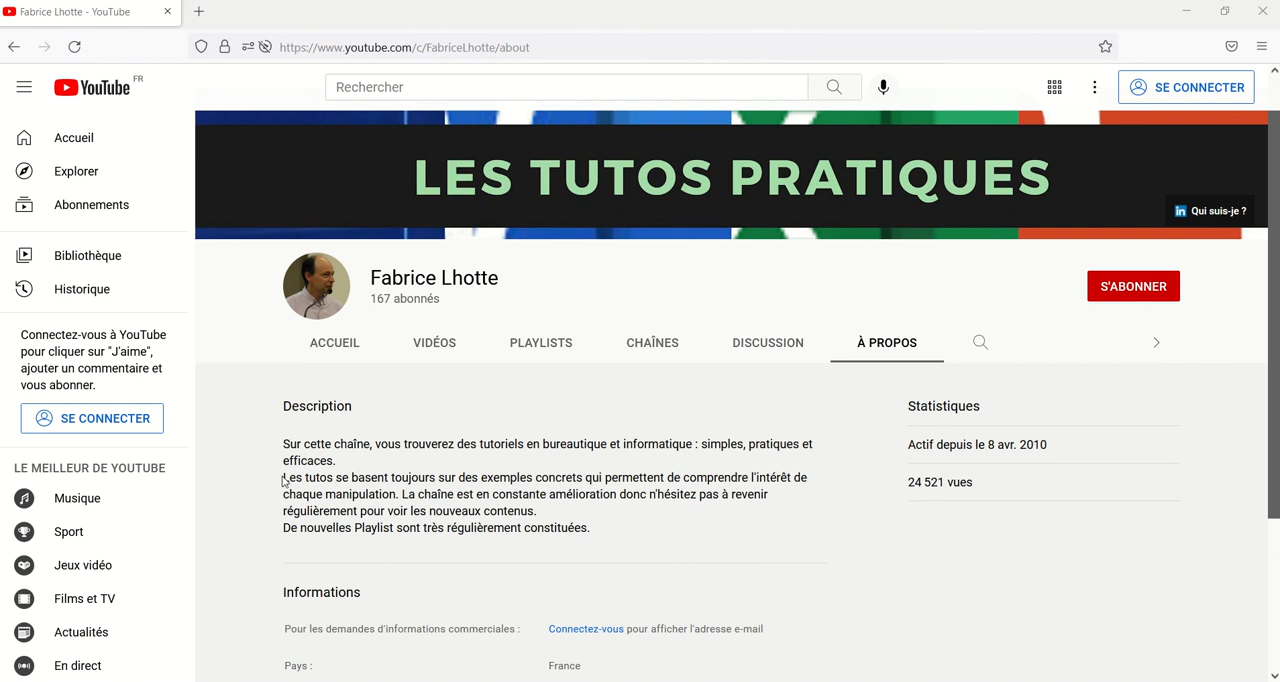 Fabrice Lhotte - YouTube
https://www.youtube.com/c/FabriceLhotte/about
YouTube FR
Rechercher
SE CONNECTER
Accueil
Explorer
Abonnements
Bibliothèque
Historique
Connectez-vous à YouTube
pour cliquer sur "J'aime",
ajouter un commentaire et
vous abonner.
SE CONNECTER
LE MEILLEUR DE YOUTUBE
Musique
Sport
Jeux vidéo
Films et TV
Actualités
En direct
LES TUTOS PRATIQUES
in Qui suis-je ?
Fabrice Lhotte
167 abonnés
S'ABONNER
ACCUEIL VIDÉOS PLAYLISTS CHAÎNES DISCUSSION À PROPOS
Description
Sur cette chaîne, vous trouverez des tutoriels en bureautique et informatique : simples, pratiques et
efficaces.
Les tutos se basent toujours sur des exemples concrets qui permettent de comprendre l'intérêt de
chaque manipulation. La chaîne est en constante amélioration donc n'hésitez pas à revenir
régulièrement pour voir les nouveaux contenus.
De nouvelles Playlist sont très régulièrement constituées.
Informations
Pour les demandes d'informations commerciales : Connectez-vous pour afficher l'adresse e-mail
Pays : France
Statistiques
Actif depuis le 8 avr. 2010
24 521 vues